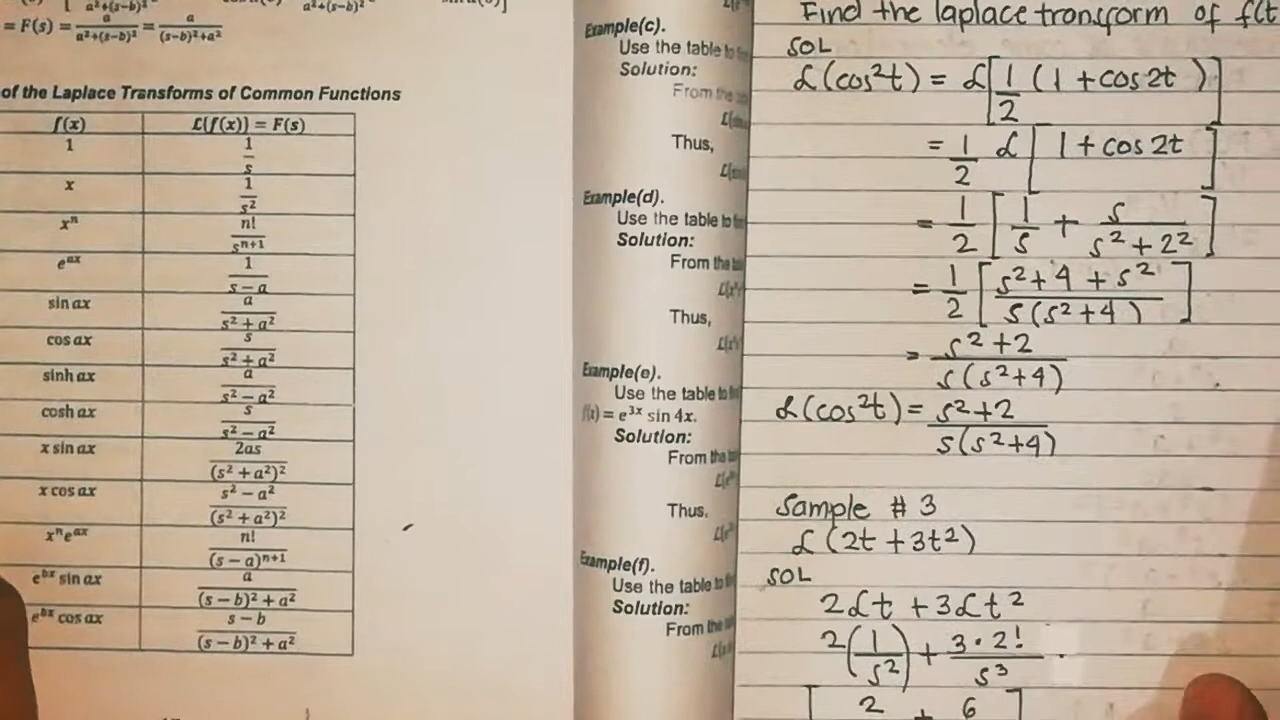 = F(s) = a/(a²+(s−b)²) = a/((s−b)²+a²)
of the Laplace Transforms of Common Functions
f(x) ℒ{f(x)} = F(s)
1 1/s
x 1/s²
xⁿ n!/sⁿ⁺¹
eᵃˣ 1/(s−a)
sin ax a/(s² + a²)
cos ax s/(s² + a²)
sinh ax a/(s² − a²)
cosh ax s/(s² − a²)
x sin ax 2as/(s² + a²)²
x cos ax (s² − a²)/(s² + a²)²
xⁿeᵃˣ n!/(s − a)ⁿ⁺¹
eᵇˣ sin ax a/((s − b)² + a²)
eᵇˣ cos ax (s − b)/((s − b)² + a²)
Example(c).
Use the table to
Solution:
From the
Thus,
Example(d).
Use the table to
Solution:
From the
Thus,
Example(e).
Use the table to
f(x) = e³ˣ sin 4x.
Solution:
From the
Thus.
Example(f).
Use the table to
Solution:
From the
Find the laplace transform of f(t
SOL
ℒ(cos²t) = ℒ[1/2 (1 + cos 2t )]
= 1/2 ℒ[1 + cos 2t ]
= 1/2 [1/s + s/(s² + 2²)]
= 1/2 [(s² + 4 + s²)/(s(s² + 4))]
= (s² + 2)/(s(s² + 4))
ℒ(cos²t) = (s² + 2)/(s(s² + 4))
Sample # 3
ℒ(2t + 3t²)
SOL
2ℒt + 3ℒt²
2(1/s²) + 3·2!/s³
[2 + 6]